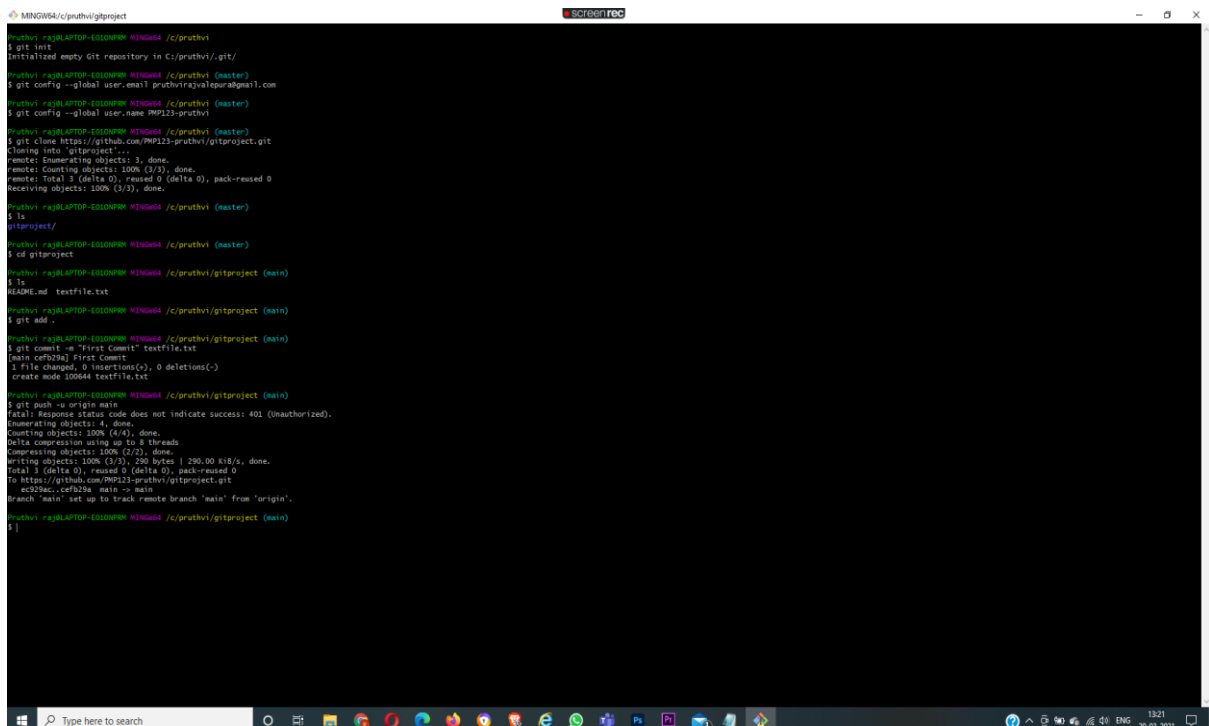 MINGW64:/c/pruthvi/gitproject
screenrec
Pruthvi raj@LAPTOP-EO1ONPRM MINGW64 /c/pruthvi
$ git init
Initialized empty Git repository in C:/pruthvi/.git/
Pruthvi raj@LAPTOP-EO1ONPRM MINGW64 /c/pruthvi (master)
$ git config --global user.email pruthvirajvalepura@gmail.com
Pruthvi raj@LAPTOP-EO1ONPRM MINGW64 /c/pruthvi (master)
$ git config --global user.name PMP123-pruthvi
Pruthvi raj@LAPTOP-EO1ONPRM MINGW64 /c/pruthvi (master)
$ git clone https://github.com/PMP123-pruthvi/gitproject.git
Cloning into 'gitproject'...
remote: Enumerating objects: 3, done.
remote: Counting objects: 100% (3/3), done.
remote: Total 3 (delta 0), reused 0 (delta 0), pack-reused 0
Receiving objects: 100% (3/3), done.
Pruthvi raj@LAPTOP-EO1ONPRM MINGW64 /c/pruthvi (master)
$ ls
gitproject/
Pruthvi raj@LAPTOP-EO1ONPRM MINGW64 /c/pruthvi (master)
$ cd gitproject
Pruthvi raj@LAPTOP-EO1ONPRM MINGW64 /c/pruthvi/gitproject (main)
$ ls
README.md  textfile.txt
Pruthvi raj@LAPTOP-EO1ONPRM MINGW64 /c/pruthvi/gitproject (main)
$ git add .
Pruthvi raj@LAPTOP-EO1ONPRM MINGW64 /c/pruthvi/gitproject (main)
$ git commit -m "First Commit" textfile.txt
[main cefb29a] First Commit
1 file changed, 0 insertions(+), 0 deletions(-)
create mode 100644 textfile.txt
Pruthvi raj@LAPTOP-EO1ONPRM MINGW64 /c/pruthvi/gitproject (main)
$ git push -u origin main
fatal: Response status code does not indicate success: 401 (Unauthorized).
Enumerating objects: 4, done.
Counting objects: 100% (4/4), done.
Delta compression using up to 8 threads
Compressing objects: 100% (2/2), done.
Writing objects: 100% (3/3), 290 bytes | 290.00 KiB/s, done.
Total 3 (delta 0), reused 0 (delta 0), pack-reused 0
To https://github.com/PMP123-pruthvi/gitproject.git
ec929ac..cefb29a  main -> main
Branch 'main' set up to track remote branch 'main' from 'origin'.
Pruthvi raj@LAPTOP-EO1ONPRM MINGW64 /c/pruthvi/gitproject (main)
$
Type here to search
Ps
Pr
ENG
13:21